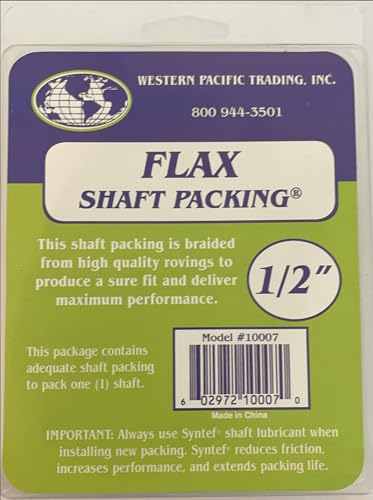 WESTERN PACIFIC TRADING, INC.
800 944-3501
FLAX
SHAFT PACKING®
This shaft packing is braided
from high quality rovings to
produce a sure fit and deliver
maximum performance.
1/2"
Model #10007
This package contains
adequate shaft packing
to pack one (1) shaft.
6 02972 10007 0
Made in China
IMPORTANT: Always use Syntef® shaft lubricant when
installing new packing. Syntef® reduces friction,
increases performance, and extends packing life.